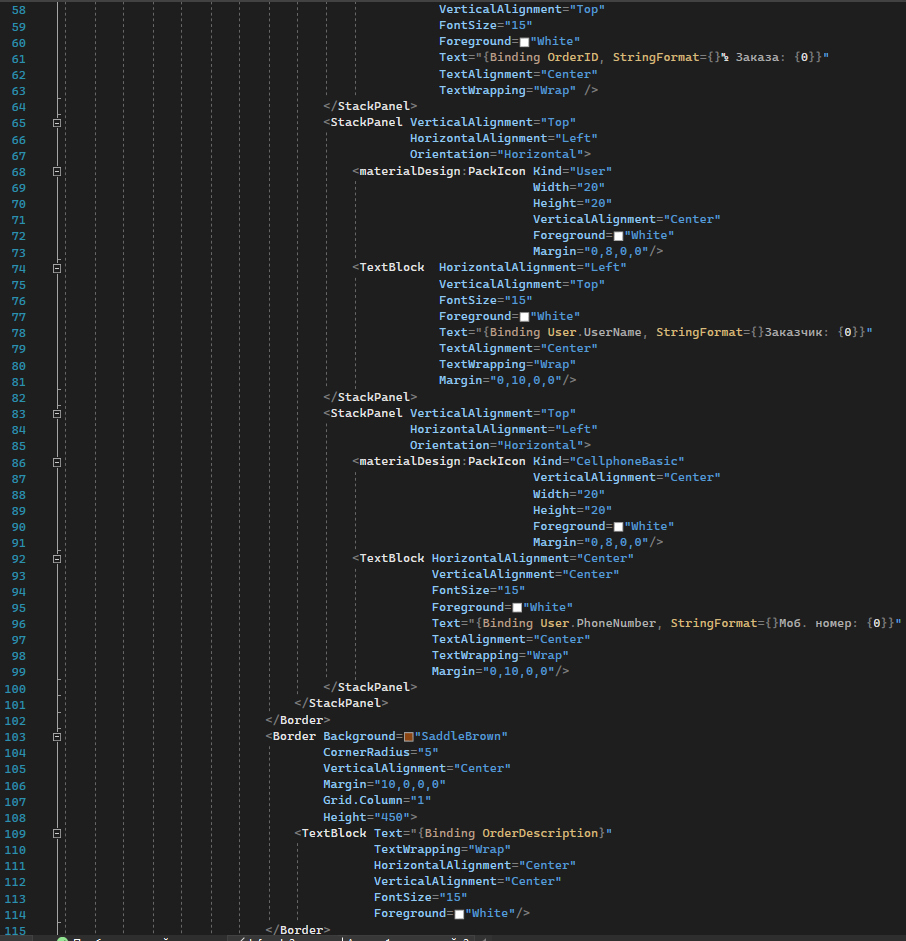 58 VerticalAlignment="Top"
59 FontSize="15"
60 Foreground="White"
61 Text="{Binding OrderID, StringFormat={}№ Заказа: {0}}"
62 TextAlignment="Center"
63 TextWrapping="Wrap" />
64 </StackPanel>
65 <StackPanel VerticalAlignment="Top"
66 HorizontalAlignment="Left"
67 Orientation="Horizontal">
68 <materialDesign:PackIcon Kind="User"
69 Width="20"
70 Height="20"
71 VerticalAlignment="Center"
72 Foreground="White"
73 Margin="0,8,0,0"/>
74 <TextBlock  HorizontalAlignment="Left"
75 VerticalAlignment="Top"
76 FontSize="15"
77 Foreground="White"
78 Text="{Binding User.UserName, StringFormat={}Заказчик: {0}}"
79 TextAlignment="Center"
80 TextWrapping="Wrap"
81 Margin="0,10,0,0"/>
82 </StackPanel>
83 <StackPanel VerticalAlignment="Top"
84 HorizontalAlignment="Left"
85 Orientation="Horizontal">
86 <materialDesign:PackIcon Kind="CellphoneBasic"
87 VerticalAlignment="Center"
88 Width="20"
89 Height="20"
90 Foreground="White"
91 Margin="0,8,0,0"/>
92 <TextBlock HorizontalAlignment="Center"
93 VerticalAlignment="Center"
94 FontSize="15"
95 Foreground="White"
96 Text="{Binding User.PhoneNumber, StringFormat={}Моб. номер: {0}}"
97 TextAlignment="Center"
98 TextWrapping="Wrap"
99 Margin="0,10,0,0"/>
100 </StackPanel>
101 </StackPanel>
102 </Border>
103 <Border Background="SaddleBrown"
104 CornerRadius="5"
105 VerticalAlignment="Center"
106 Margin="10,0,0,0"
107 Grid.Column="1"
108 Height="450">
109 <TextBlock Text="{Binding OrderDescription}"
110 TextWrapping="Wrap"
111 HorizontalAlignment="Center"
112 VerticalAlignment="Center"
113 FontSize="15"
114 Foreground="White"/>
115 </Border>